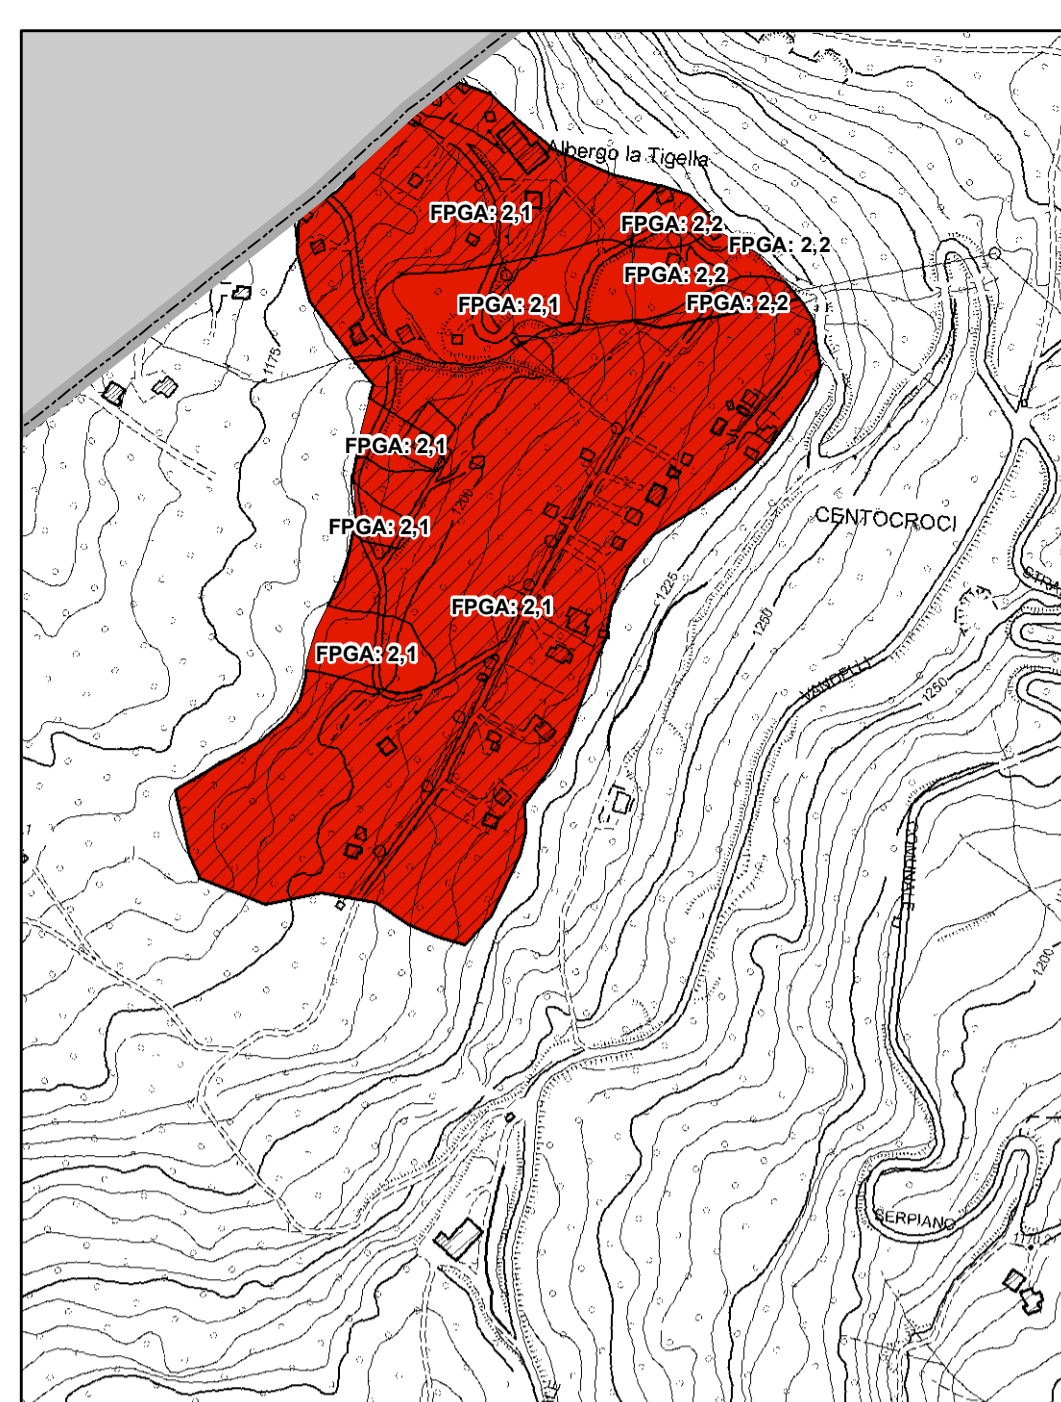 Albergo la Tigella
FPGA: 2,1
FPGA: 2,2
FPGA: 2,2
FPGA: 2,2
FPGA: 2,1
FPGA: 2,2
1175
FPGA: 2,1
1200
FPGA: 2,1
CENTOCROCI
STRA
1225
FPGA: 2,1
1250
FPGA: 2,1
VANDELLI
1250
COMUNALE
1200
SERPIANO